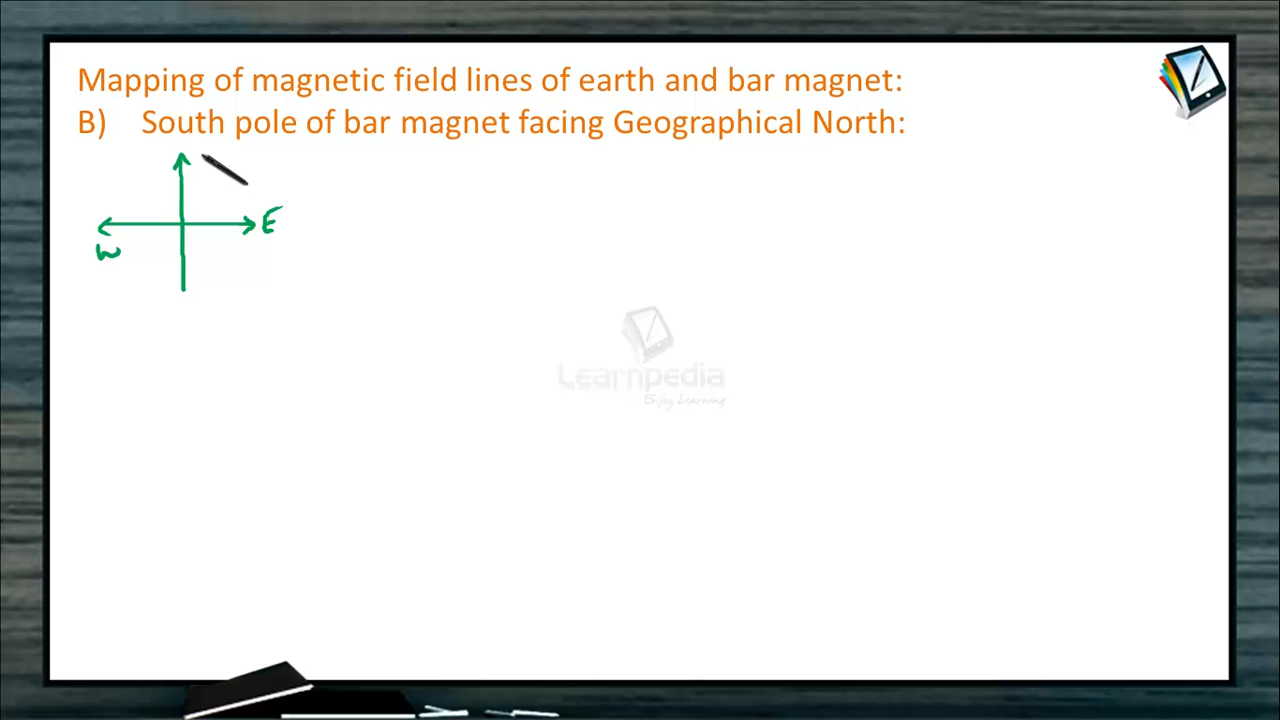 Mapping of magnetic field lines of earth and bar magnet:
B) South pole of bar magnet facing Geographical North:
E
W
Learnpedia
Enjoy Learning